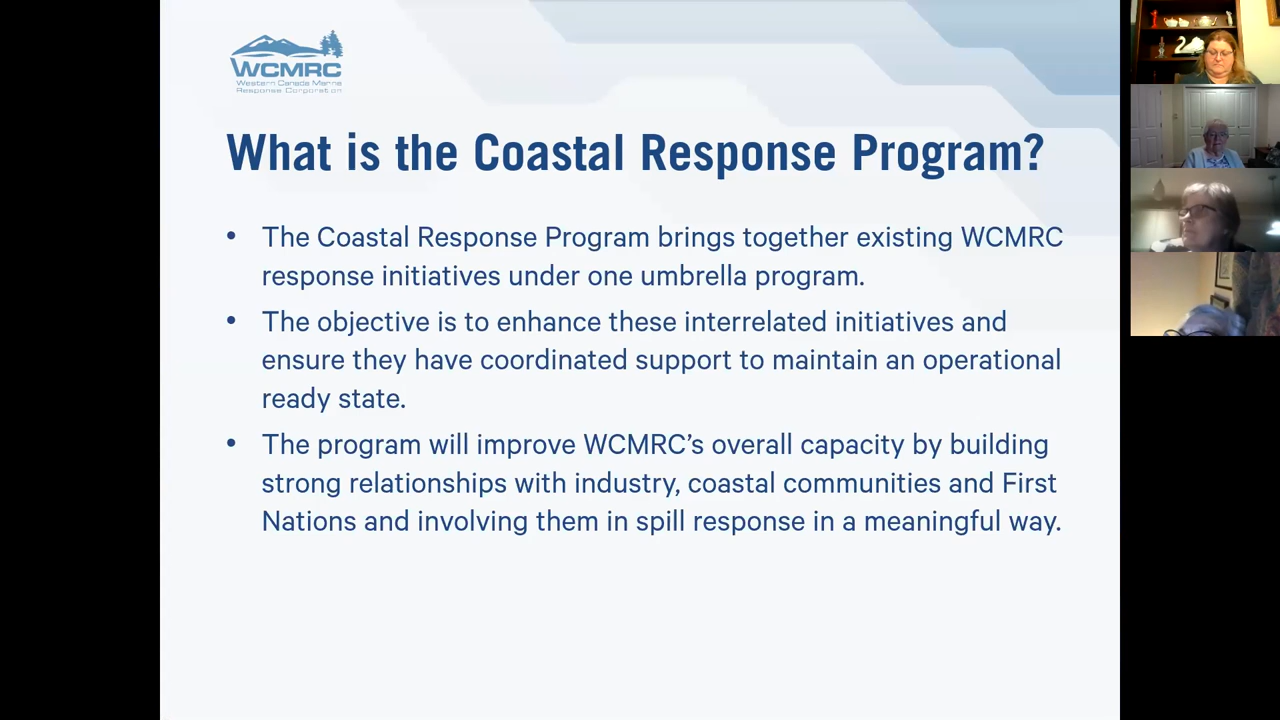 WCMRC
Western Canada Marine
Response Corporation
What is the Coastal Response Program?
• The Coastal Response Program brings together existing WCMRC
response initiatives under one umbrella program.
• The objective is to enhance these interrelated initiatives and
ensure they have coordinated support to maintain an operational
ready state.
• The program will improve WCMRC’s overall capacity by building
strong relationships with industry, coastal communities and First
Nations and involving them in spill response in a meaningful way.